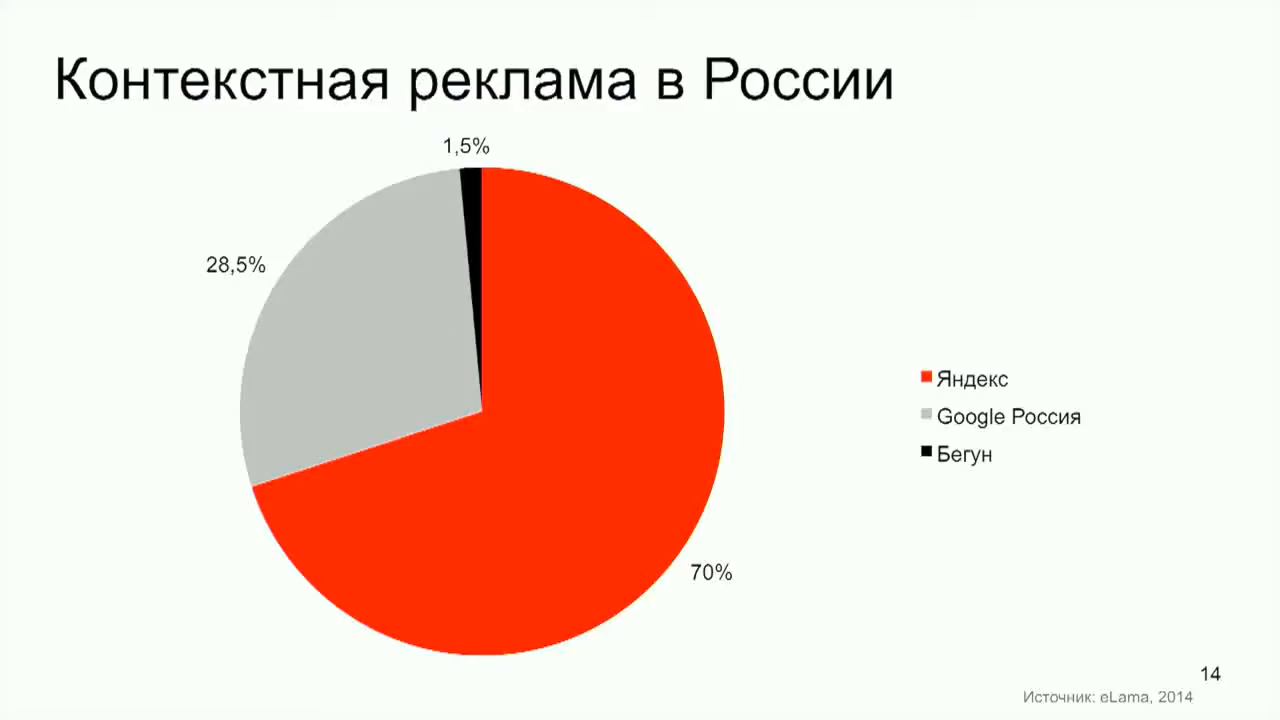 Контекстная реклама в России
1,5%
28,5%
70%
Яндекс
Google Россия
Бегун
14
Источник: eLama, 2014